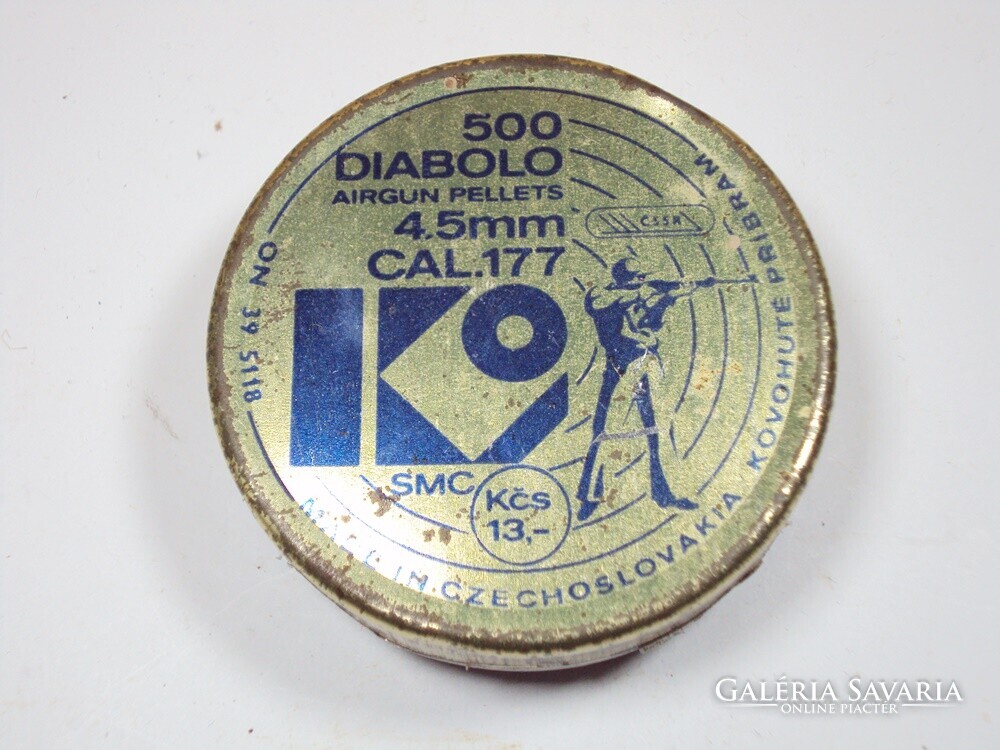 500
DIABOLO
AIRGUN PELLETS
4.5mm
CAL.177
ČSSR
SMC
Kčs
13,-
ON 39 5118
MADE IN CZECHOSLOVAKIA KOVOHUTĚ PŘÍBRAM
GALÉRIA SAVARIA
ONLINE PIACTÉR